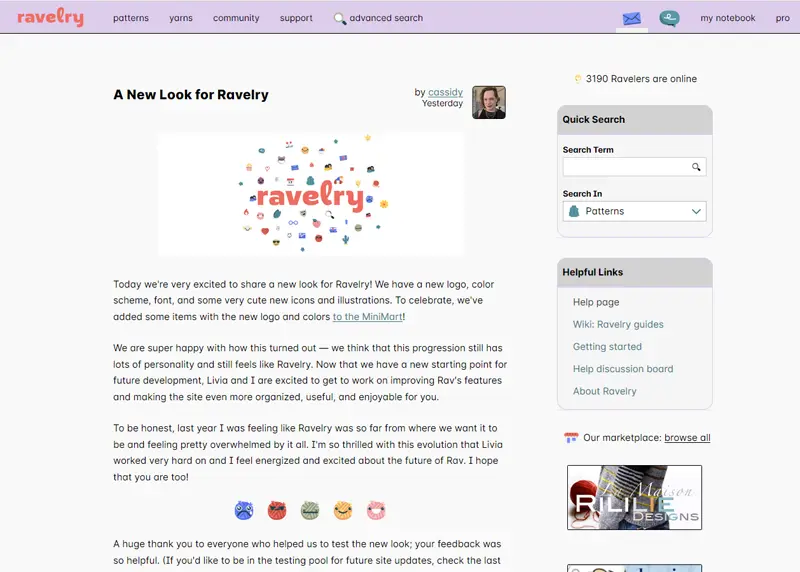 ravelry
patterns
yarns
community
support
advanced search
my notebook
pro
A New Look for Ravelry
by cassidy
Yesterday
ravelry
Today we're very excited to share a new look for Ravelry! We have a new logo, color
scheme, font, and some very cute new icons and illustrations. To celebrate, we've
added some items with the new logo and colors to the MiniMart!
We are super happy with how this turned out — we think that this progression still has
lots of personality and still feels like Ravelry. Now that we have a new starting point for
future development, Livia and I are excited to get to work on improving Rav's features
and making the site even more organized, useful, and enjoyable for you.
To be honest, last year I was feeling like Ravelry was so far from where we want it to
be and feeling pretty overwhelmed by it all. I'm so thrilled with this evolution that Livia
worked very hard on and I feel energized and excited about the future of Rav. I hope
that you are too!
A huge thank you to everyone who helped us to test the new look; your feedback was
so helpful. (If you'd like to be in the testing pool for future site updates, check the last
3190 Ravelers are online
Quick Search
Search Term
Search In
Patterns
Helpful Links
Help page
Wiki: Ravelry guides
Getting started
Help discussion board
About Ravelry
Our marketplace: browse all
La Maison
RILILIE
DESIGNS